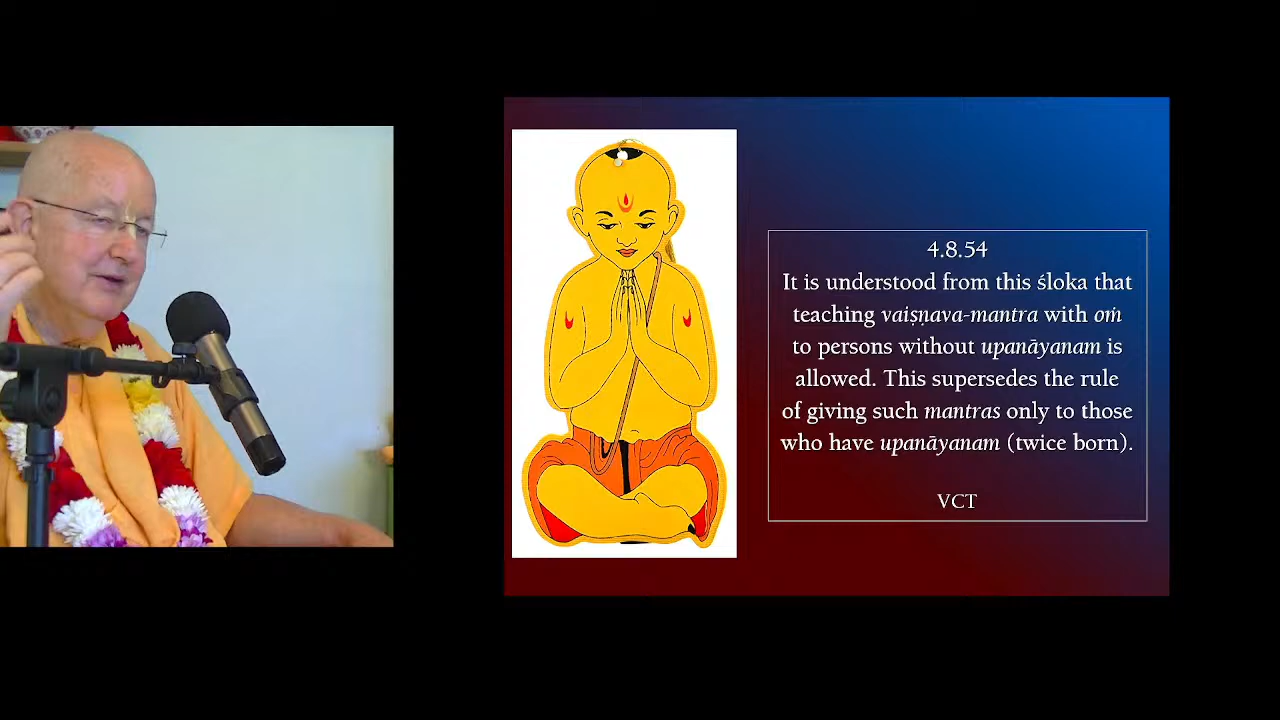 4.8.54
It is understood from this śloka that
teaching vaiṣṇava-mantra with oṁ
to persons without upanāyanam is
allowed. This supersedes the rule
of giving such mantras only to those
who have upanāyanam (twice born).
VCT